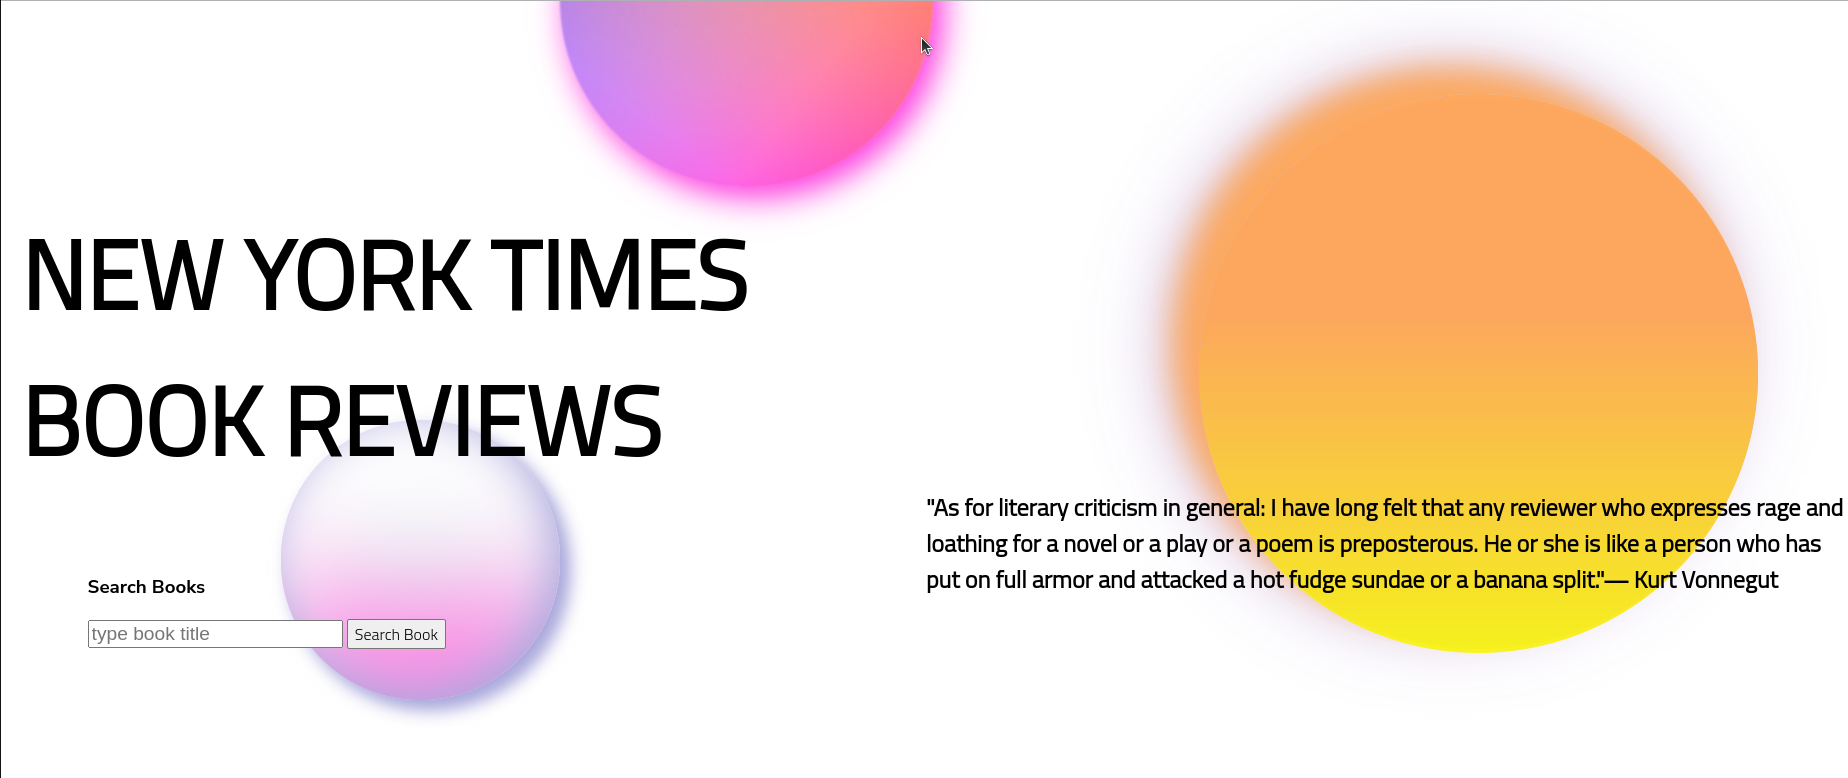 NEW YORK TIMES
BOOK REVIEWS
"As for literary criticism in general: I have long felt that any reviewer who expresses rage and
loathing for a novel or a play or a poem is preposterous. He or she is like a person who has
put on full armor and attacked a hot fudge sundae or a banana split."— Kurt Vonnegut
Search Books
type book title
Search Book